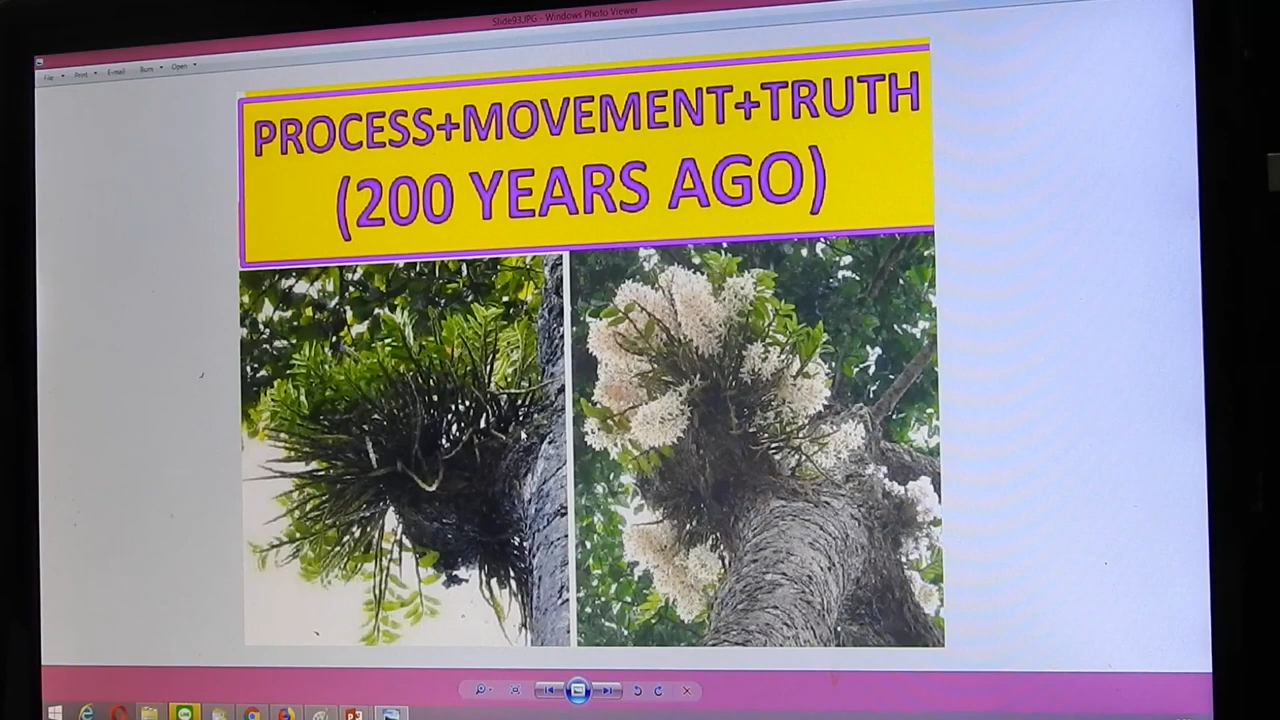 Slide93.JPG - Windows Photo Viewer
File Print E-mail Burn Open
PROCESS+MOVEMENT+TRUTH
(200 YEARS AGO)